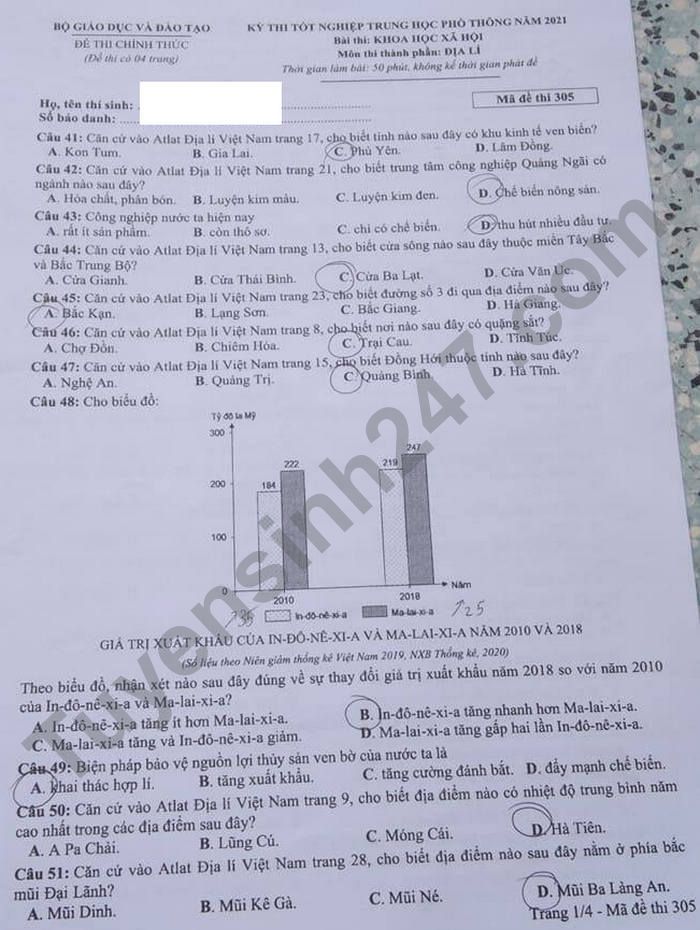 BỘ GIÁO DỤC VÀ ĐÀO TẠO
ĐỀ THI CHÍNH THỨC
(Đề thi có 04 trang)
KỲ THI TỐT NGHIỆP TRUNG HỌC PHỔ THÔNG NĂM 2021
Bài thi: KHOA HỌC XÃ HỘI
Môn thi thành phần: ĐỊA LÍ
Thời gian làm bài: 50 phút, không kể thời gian phát đề
Họ, tên thí sinh:
Số báo danh:
Mã đề thi 305
Câu 41: Căn cứ vào Atlat Địa lí Việt Nam trang 17, cho biết tỉnh nào sau đây có khu kinh tế ven biển?
A. Kon Tum. B. Gia Lai. C. Phú Yên. D. Lâm Đồng.
Câu 42: Căn cứ vào Atlat Địa lí Việt Nam trang 21, cho biết trung tâm công nghiệp Quảng Ngãi có
ngành nào sau đây?
A. Hóa chất, phân bón. B. Luyện kim màu. C. Luyện kim đen. D. Chế biến nông sản.
Câu 43: Công nghiệp nước ta hiện nay
A. rất ít sản phẩm. B. còn thô sơ. C. chỉ có chế biến. D. thu hút nhiều đầu tư.
Câu 44: Căn cứ vào Atlat Địa lí Việt Nam trang 13, cho biết cửa sông nào sau đây thuộc miền Tây Bắc
và Bắc Trung Bộ?
A. Cửa Gianh. B. Cửa Thái Bình. C. Cửa Ba Lạt. D. Cửa Văn Úc.
Câu 45: Căn cứ vào Atlat Địa lí Việt Nam trang 23, cho biết đường số 3 đi qua địa điểm nào sau đây?
A. Bắc Kạn. B. Lạng Sơn. C. Bắc Giang. D. Hà Giang.
Câu 46: Căn cứ vào Atlat Địa lí Việt Nam trang 8, cho biết nơi nào sau đây có quặng sắt?
A. Chợ Đồn. B. Chiêm Hóa. C. Trại Cau. D. Tĩnh Túc.
Câu 47: Căn cứ vào Atlat Địa lí Việt Nam trang 15, cho biết Đồng Hới thuộc tỉnh nào sau đây?
A. Nghệ An. B. Quảng Trị. C. Quảng Bình. D. Hà Tĩnh.
Câu 48: Cho biểu đồ:
Tỷ đô la Mỹ
300
247
222
219
200
184
100
0
Năm
2010 2018
↑35 In-đô-nê-xi-a Ma-lai-xi-a ↑25
GIÁ TRỊ XUẤT KHẨU CỦA IN-ĐÔ-NÊ-XI-A VÀ MA-LAI-XI-A NĂM 2010 VÀ 2018
(Số liệu theo Niên giám thống kê Việt Nam 2019, NXB Thống kê, 2020)
Theo biểu đồ, nhận xét nào sau đây đúng về sự thay đổi giá trị xuất khẩu năm 2018 so với năm 2010
của In-đô-nê-xi-a và Ma-lai-xi-a?
A. In-đô-nê-xi-a tăng ít hơn Ma-lai-xi-a. B. In-đô-nê-xi-a tăng nhanh hơn Ma-lai-xi-a.
C. Ma-lai-xi-a tăng và In-đô-nê-xi-a giảm. D. Ma-lai-xi-a tăng gấp hai lần In-đô-nê-xi-a.
Câu 49: Biện pháp bảo vệ nguồn lợi thủy sản ven bờ của nước ta là
A. khai thác hợp lí. B. tăng xuất khẩu. C. tăng cường đánh bắt. D. đẩy mạnh chế biến.
Câu 50: Căn cứ vào Atlat Địa lí Việt Nam trang 9, cho biết địa điểm nào có nhiệt độ trung bình năm
cao nhất trong các địa điểm sau đây?
A. A Pa Chải. B. Lũng Cú. C. Móng Cái. D. Hà Tiên.
Câu 51: Căn cứ vào Atlat Địa lí Việt Nam trang 28, cho biết địa điểm nào sau đây nằm ở phía bắc
mũi Đại Lãnh?
A. Mũi Dinh. B. Mũi Kê Gà. C. Mũi Né. D. Mũi Ba Làng An.
Trang 1/4 - Mã đề thi 305
Tuyensinh247.com